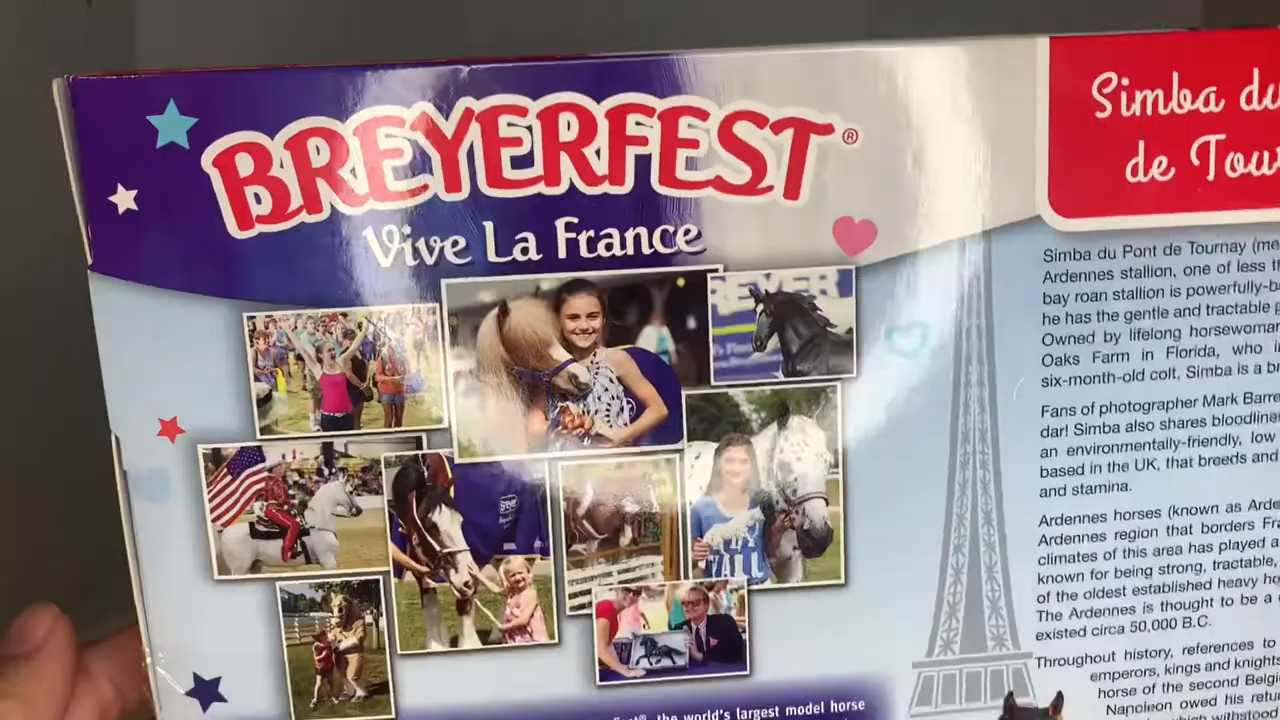 BREYERFEST®
Vive La France
Simba du
de Tour
Simba du Pont de Tournay (me
Ardennes stallion, one of less th
bay roan stallion is powerfully-b
he has the gentle and tractable
Owned by lifelong horsewoma
Oaks Farm in Florida, who
six-month-old colt, Simba is a br
Fans of photographer Mark Barre
dar! Simba also shares bloodlin
an environmentally-friendly, low
based in the UK, that breeds and
and stamina.
Ardennes horses (known as Arde
Ardennes region that borders Fr
climates of this area has played a
known for being strong, tractable,
of the oldest established heavy ho
The Ardennes is thought to be a
existed circa 50,000 B.C.
Throughout history, references to
emperors, kings and knights
horse of the second Belgi
Napoleon owed his retu
which withstood
the world's largest model horse